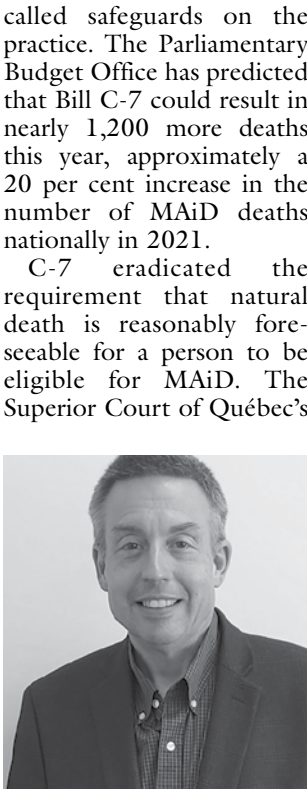 called safeguards on the
practice. The Parliamentary
Budget Office has predicted
that Bill C-7 could result in
nearly 1,200 more deaths
this year, approximately a
20 per cent increase in the
number of MAiD deaths
nationally in 2021.
C-7 eradicated the
requirement that natural
death is reasonably fore-
seeable for a person to be
eligible for MAiD. The
Superior Court of Québec's